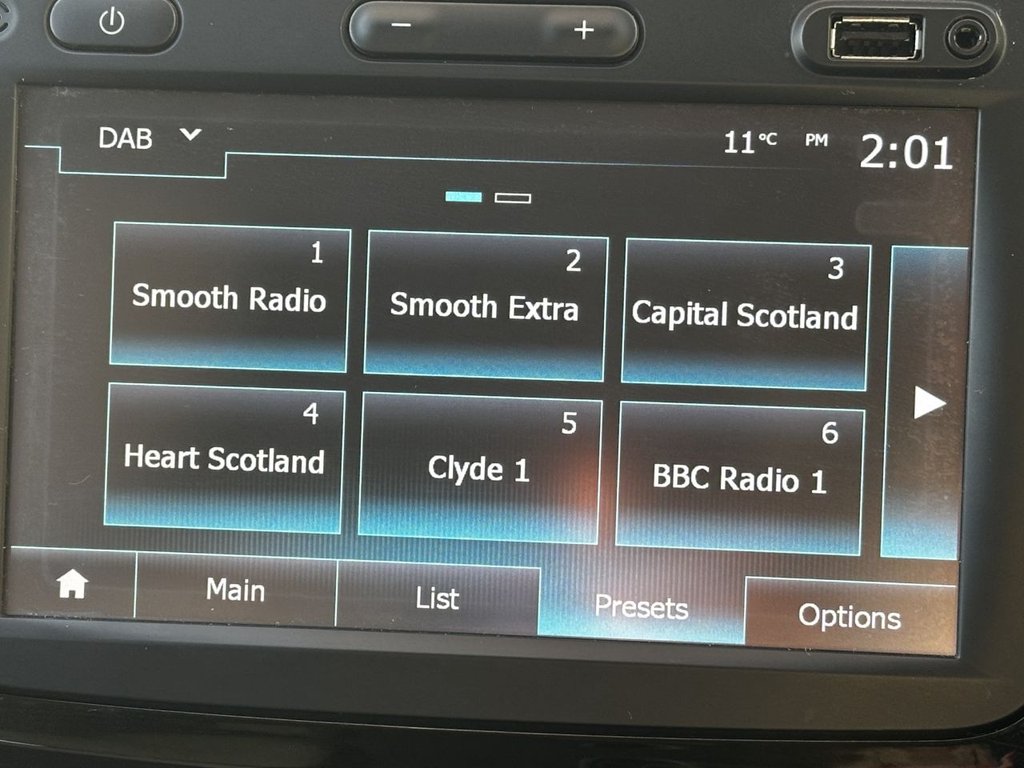 − +
DAB 11°C PM 2:01
1 2 3
Smooth Radio Smooth Extra Capital Scotland
4 5 6
Heart Scotland Clyde 1 BBC Radio 1
Main List Presets Options